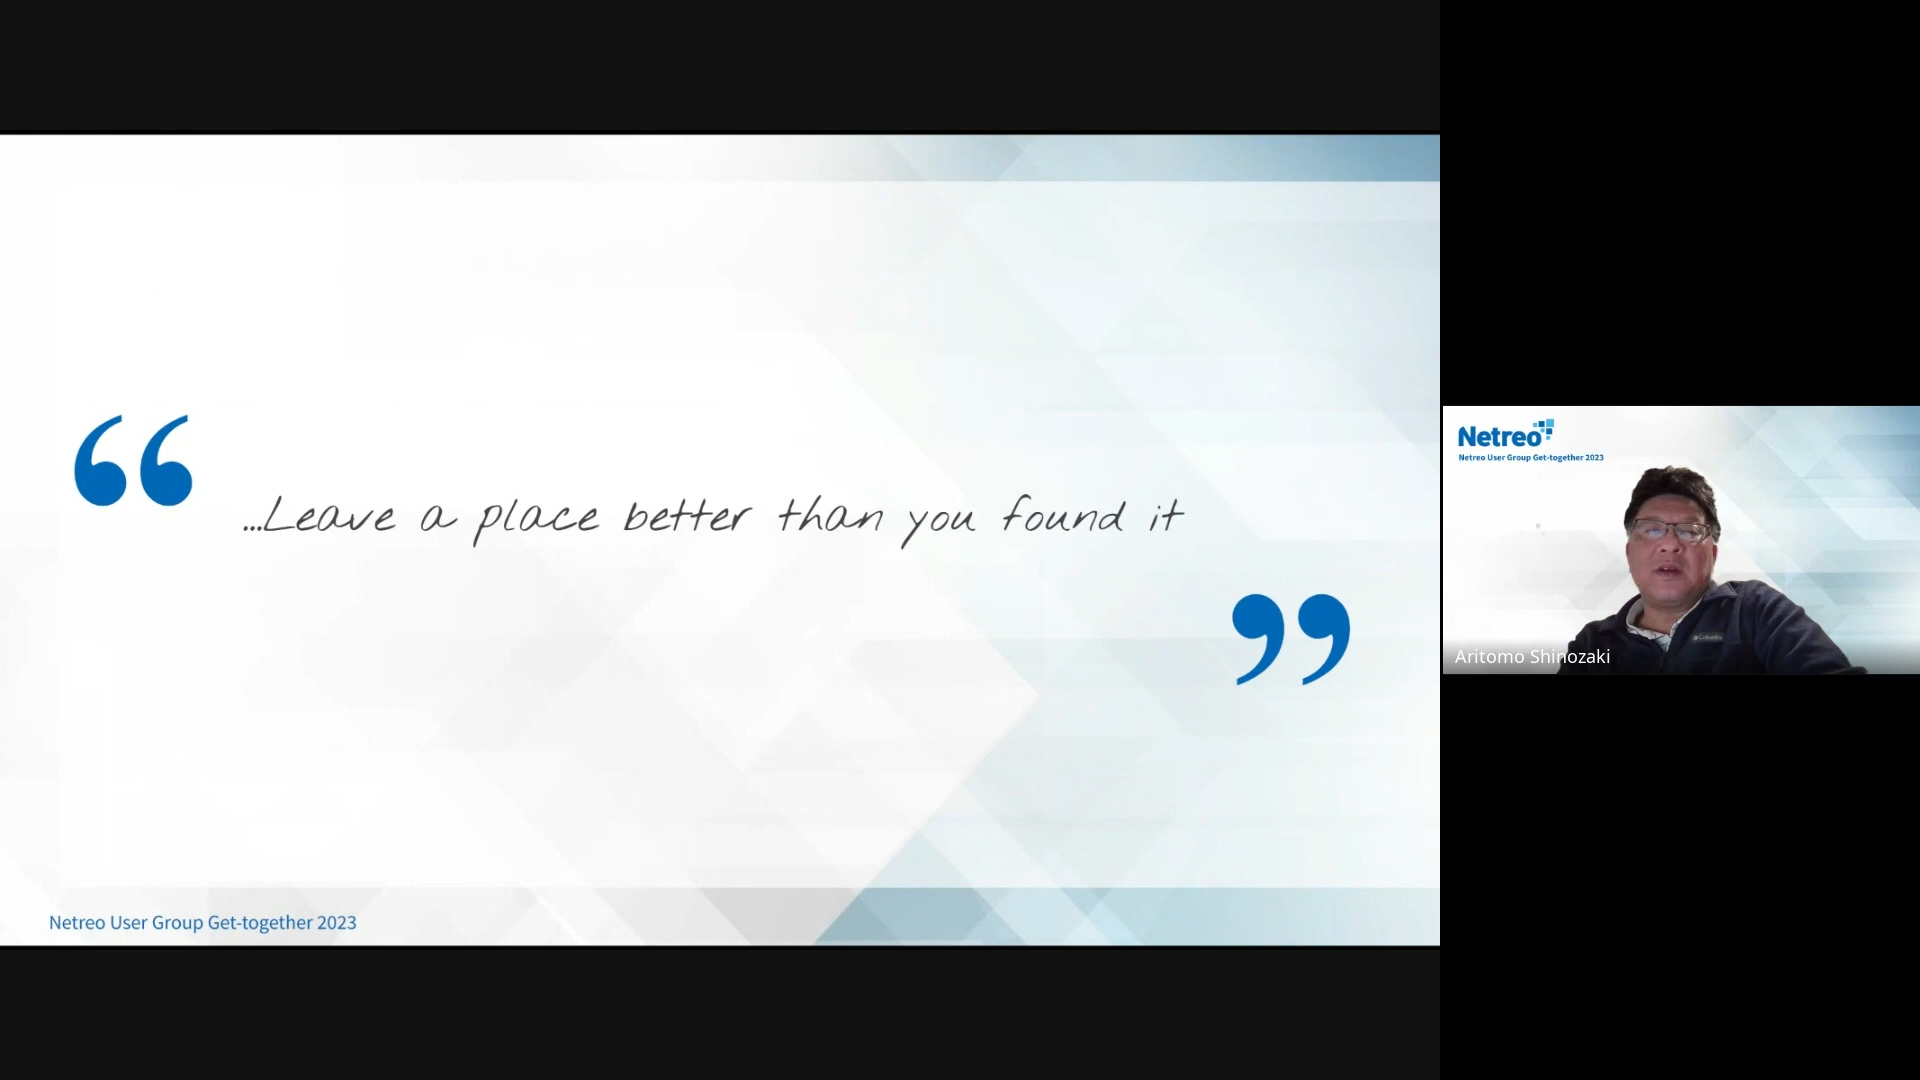 ...Leave a place better than you found it
Netreo User Group Get-together 2023
Netreo
Netreo User Group Get-together 2023
Columbia
Aritomo Shinozaki